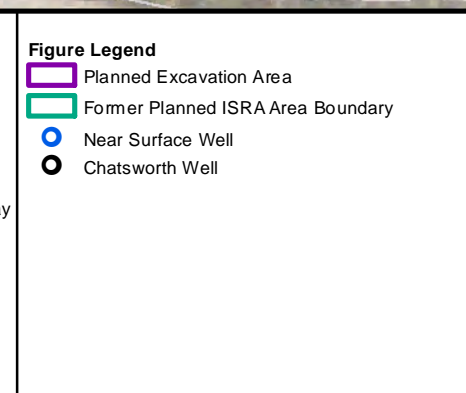 Figure Legend
Planned Excavation Area
Former Planned ISRA Area Boundary
Near Surface Well
Chatsworth Well